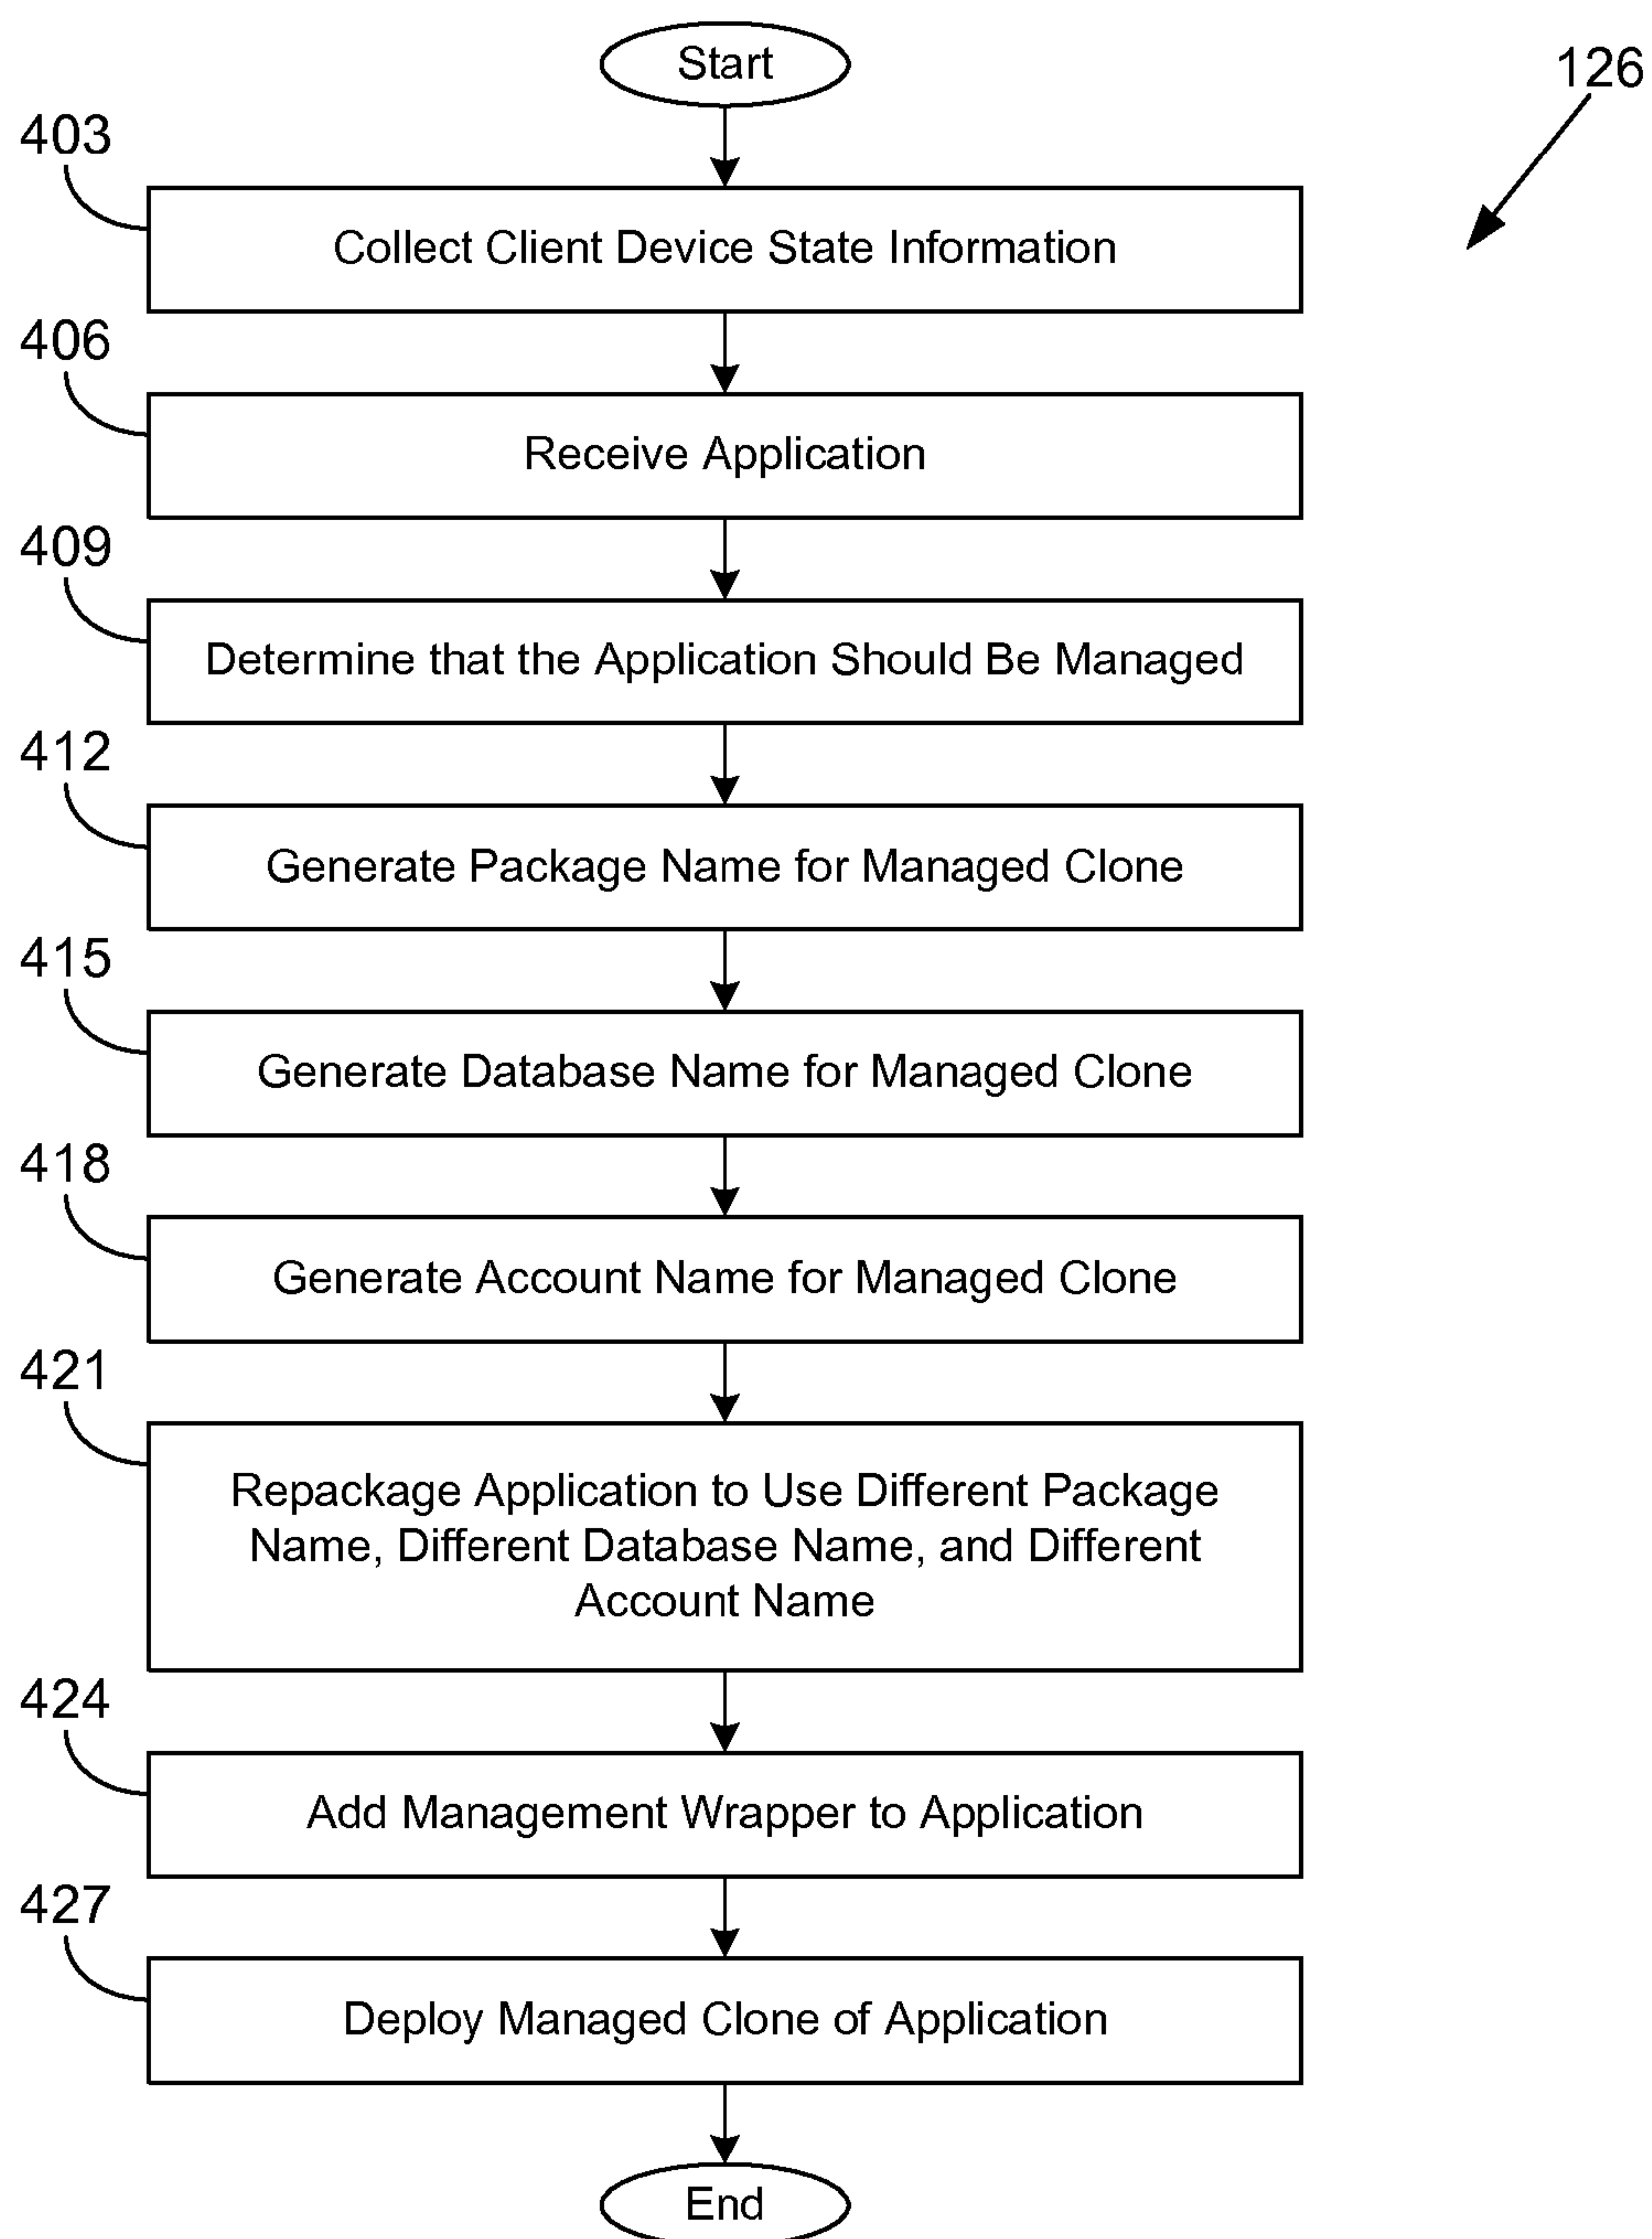 Start
126
403
Collect Client Device State Information
406
Receive Application
409
Determine that the Application Should Be Managed
412
Generate Package Name for Managed Clone
415
Generate Database Name for Managed Clone
418
Generate Account Name for Managed Clone
421
Repackage Application to Use Different Package
Name, Different Database Name, and Different
Account Name
424
Add Management Wrapper to Application
427
Deploy Managed Clone of Application
End